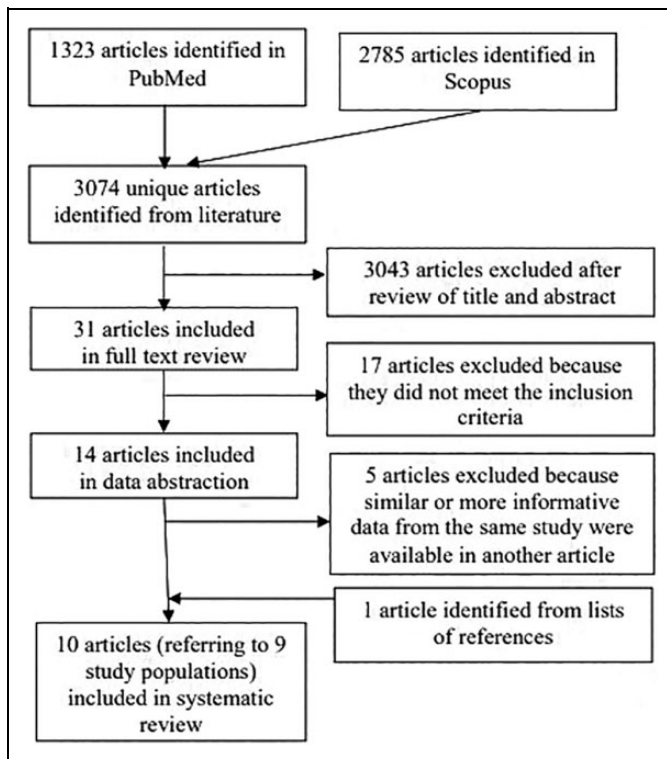 1323 articles identified in
PubMed
2785 articles identified in
Scopus
3074 unique articles
identified from literature
3043 articles excluded after
review of title and abstract
31 articles included
in full text review
17 articles excluded because
they did not meet the inclusion
criteria
14 articles included
in data abstraction
5 articles excluded because
similar or more informative
data from the same study were
available in another article
1 article identified from lists
of references
10 articles (referring to 9
study populations)
included in systematic
review